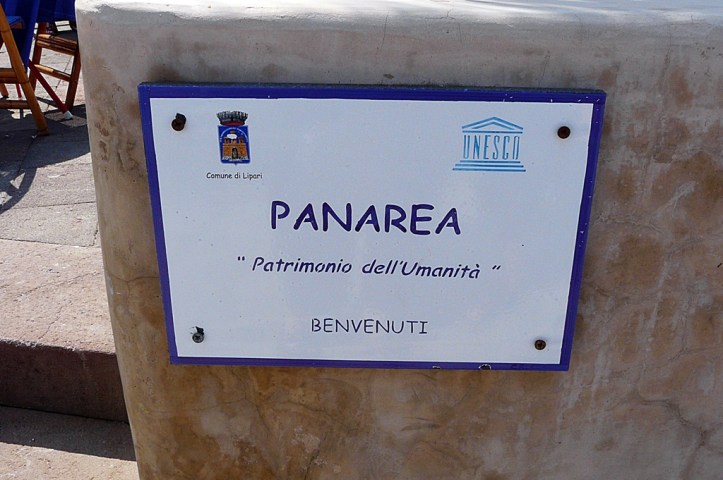 Comune di Lipari
UNESCO
PANAREA
" Patrimonio dell'Umanità "
BENVENUTI